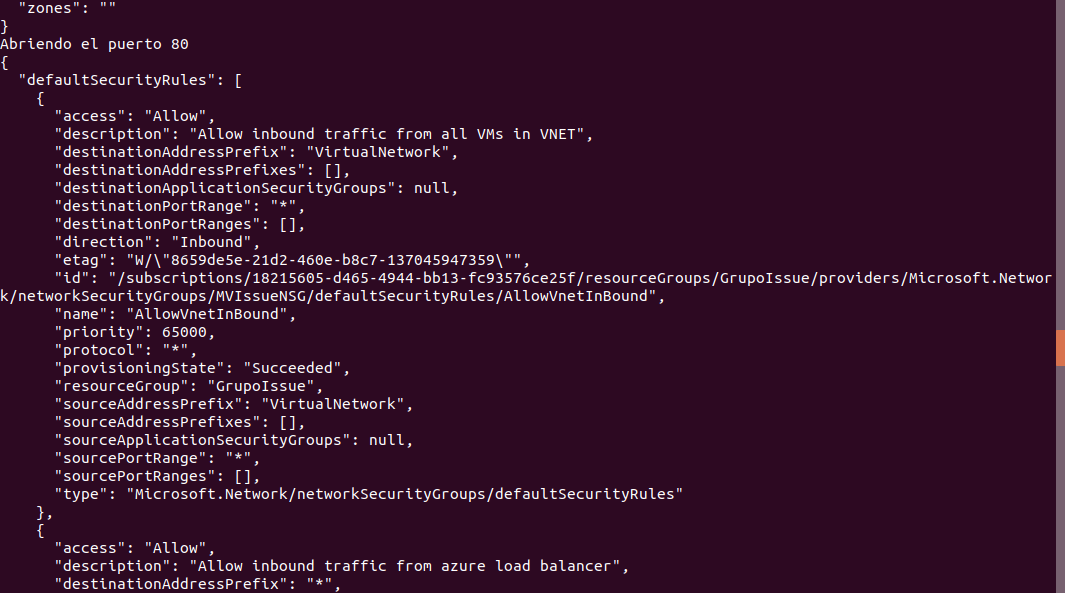 "zones": ""
}
Abriendo el puerto 80
{
"defaultSecurityRules": [
{
"access": "Allow",
"description": "Allow inbound traffic from all VMs in VNET",
"destinationAddressPrefix": "VirtualNetwork",
"destinationAddressPrefixes": [],
"destinationApplicationSecurityGroups": null,
"destinationPortRange": "*",
"destinationPortRanges": [],
"direction": "Inbound",
"etag": "W/\"8659de5e-21d2-460e-b8c7-137045947359\"",
"id": "/subscriptions/18215605-d465-4944-bb13-fc93576ce25f/resourceGroups/GrupoIssue/providers/Microsoft.Networ
k/networkSecurityGroups/MVIssueNSG/defaultSecurityRules/AllowVnetInBound",
"name": "AllowVnetInBound",
"priority": 65000,
"protocol": "*",
"provisioningState": "Succeeded",
"resourceGroup": "GrupoIssue",
"sourceAddressPrefix": "VirtualNetwork",
"sourceAddressPrefixes": [],
"sourceApplicationSecurityGroups": null,
"sourcePortRange": "*",
"sourcePortRanges": [],
"type": "Microsoft.Network/networkSecurityGroups/defaultSecurityRules"
},
{
"access": "Allow",
"description": "Allow inbound traffic from azure load balancer",
"destinationAddressPrefix": "*",